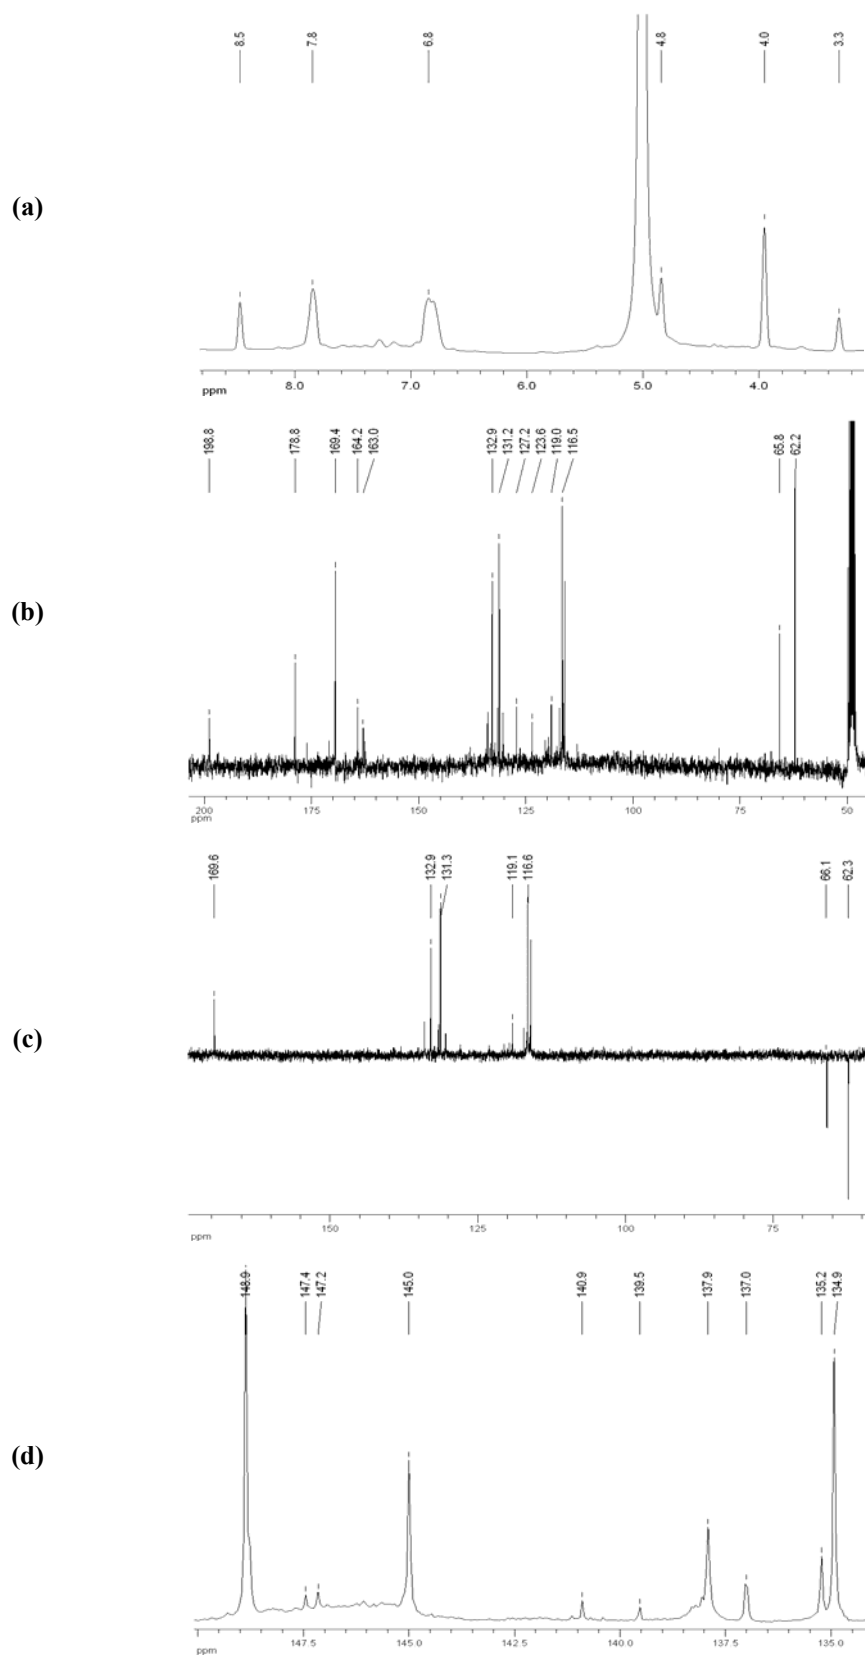 8.5 7.8 6.8 4.8 4.0 3.3
(a)
8.0 7.0 6.0 5.0 4.0
ppm
198.8 178.8 169.4 164.2 163.0 132.9 131.2 127.2 123.6 119.0 116.5 65.8 62.2
(b)
200 175 150 125 100 75 50
ppm
169.6 132.9 131.3 119.1 116.6 66.1 62.3
(c)
150 125 100 75
ppm
148.9 147.4 147.2 145.0 140.9 139.5 137.9 137.0 135.2 134.9
(d)
147.5 145.0 142.5 140.0 137.5 135.0
ppm